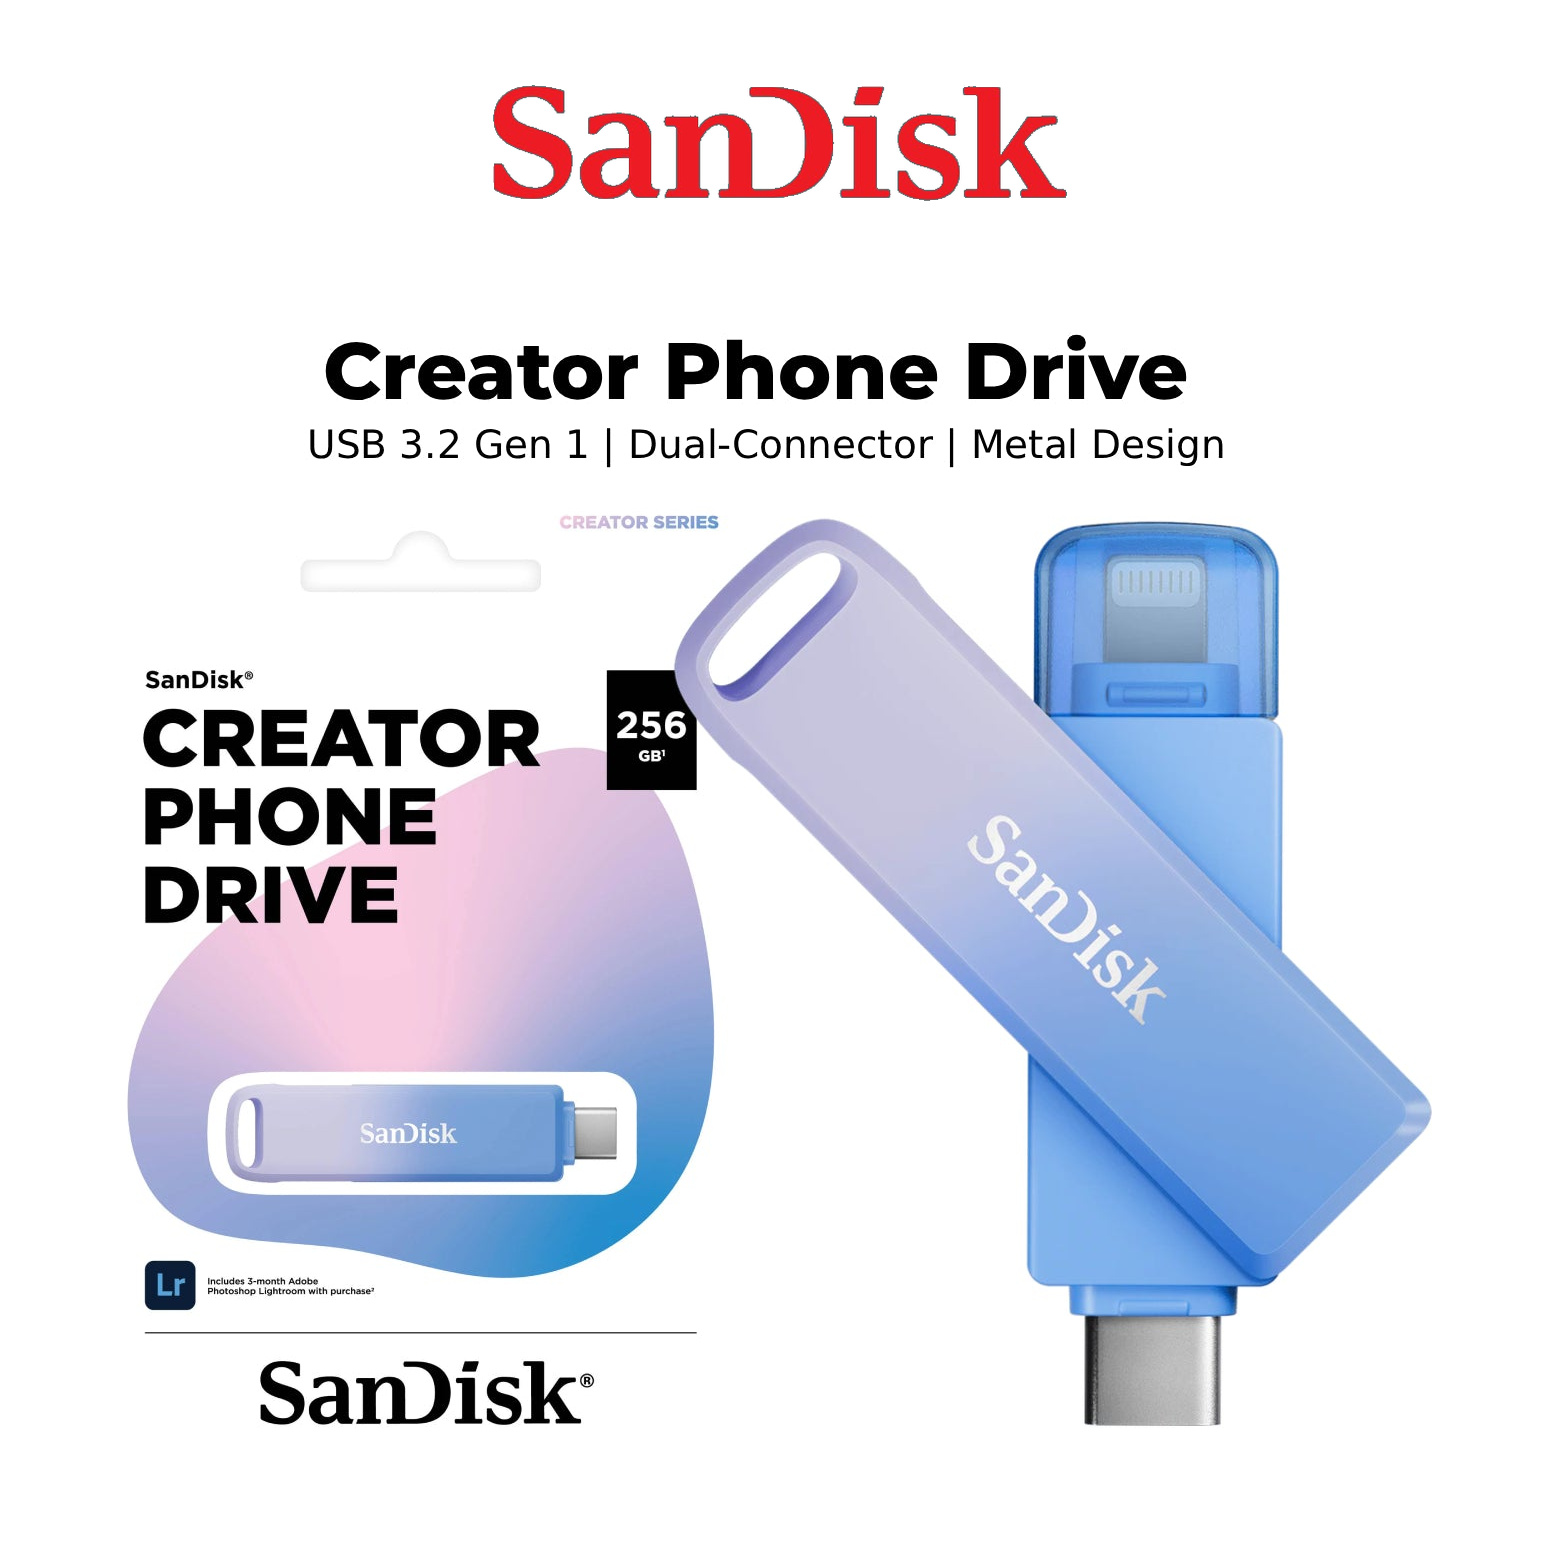 SanDisk
Creator Phone Drive
USB 3.2 Gen 1 | Dual-Connector | Metal Design
CREATOR SERIES
SanDisk®
CREATOR
PHONE
DRIVE
256
GB¹
SanDisk
SanDisk
Lr
Includes 3-month Adobe
Photoshop Lightroom with purchase²
SanDisk®